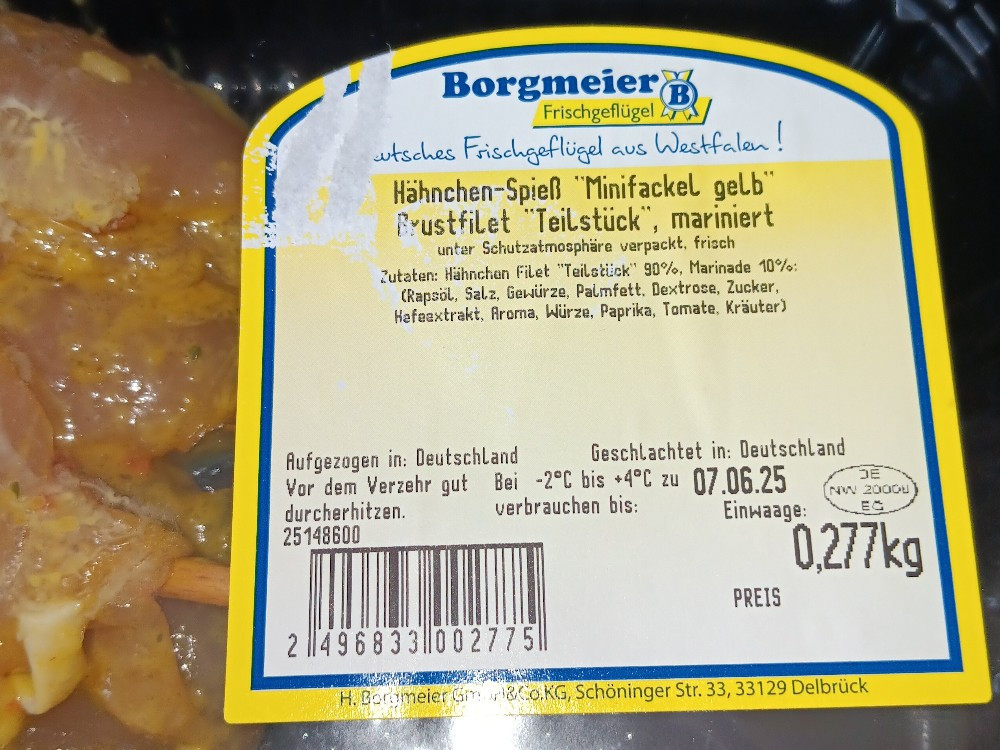 Borgmeier B
Frischgeflügel
utsches Frischgeflügel aus Westfalen!
Hähnchen-Spieß "Minifackel gelb"
Brustfilet "Teilstück", mariniert
unter Schutzatmosphäre verpackt, frisch
Zutaten: Hähnchen Filet "Teilstück" 90%, Marinade 10%:
(Rapsöl, Salz, Gewürze, Palmfett, Dextrose, Zucker,
Hefeextrakt, Aroma, Würze, Paprika, Tomate, Kräuter)
Aufgezogen in: Deutschland Geschlachtet in: Deutschland
Vor dem Verzehr gut Bei -2°C bis +4°C zu 07.06.25
durcherhitzen. verbrauchen bis:
25148600
DE
NW
EG
Einwaage:
0,277kg
PREIS
2 496833 002775
H. Borgmeier &Co.KG, Schöninger Str. 33, 33129 Delbrück